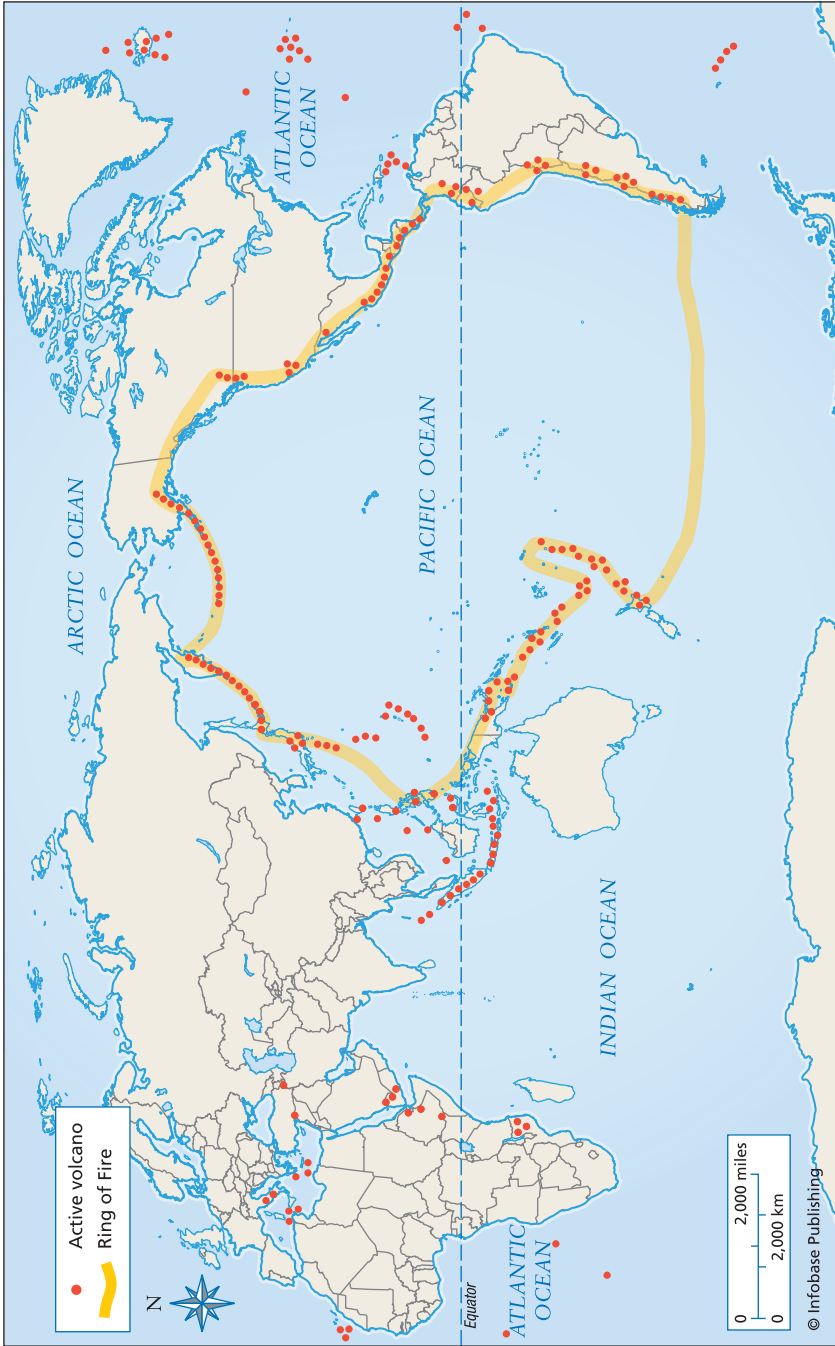 Active volcano
Ring of Fire
N
ARCTIC OCEAN
ATLANTIC
OCEAN
PACIFIC OCEAN
Equator
ATLANTIC
OCEAN
INDIAN OCEAN
0 2,000 miles
0 2,000 km
© Infobase Publishing